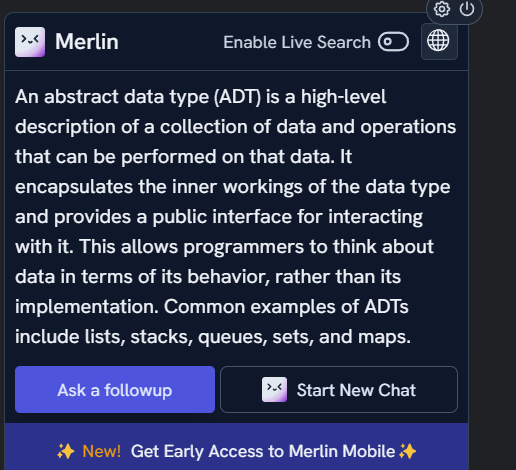 Merlin
Enable Live Search
An abstract data type (ADT) is a high-level
description of a collection of data and operations
that can be performed on that data. It
encapsulates the inner workings of the data type
and provides a public interface for interacting
with it. This allows programmers to think about
data in terms of its behavior, rather than its
implementation. Common examples of ADTs
include lists, stacks, queues, sets, and maps.
Ask a followup
Start New Chat
✨ New! Get Early Access to Merlin Mobile ✨